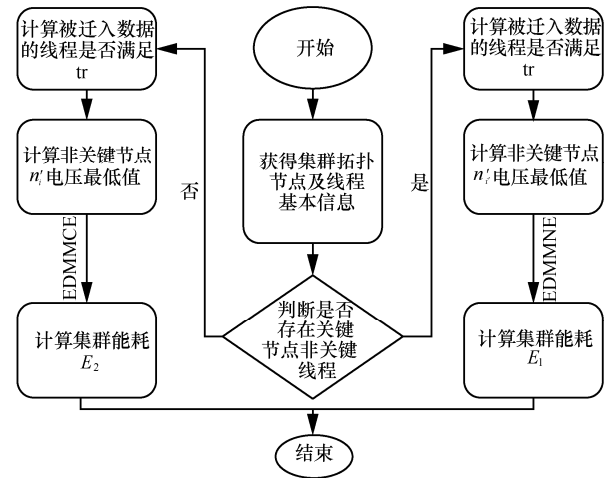 开始
获得集群拓扑
节点及线程
基本信息
判断是否
存在关键
节点非关键
线程
否
计算被迁入数据
的线程是否满足
tr
计算非关键节点
n'_i 电压最低值
EDMMCE
计算集群能耗
E₂
是
计算被迁入数据
的线程是否满足
tr
计算非关键节点
n'_i 电压最低值
EDMMNE
计算集群能耗
E₁
结束